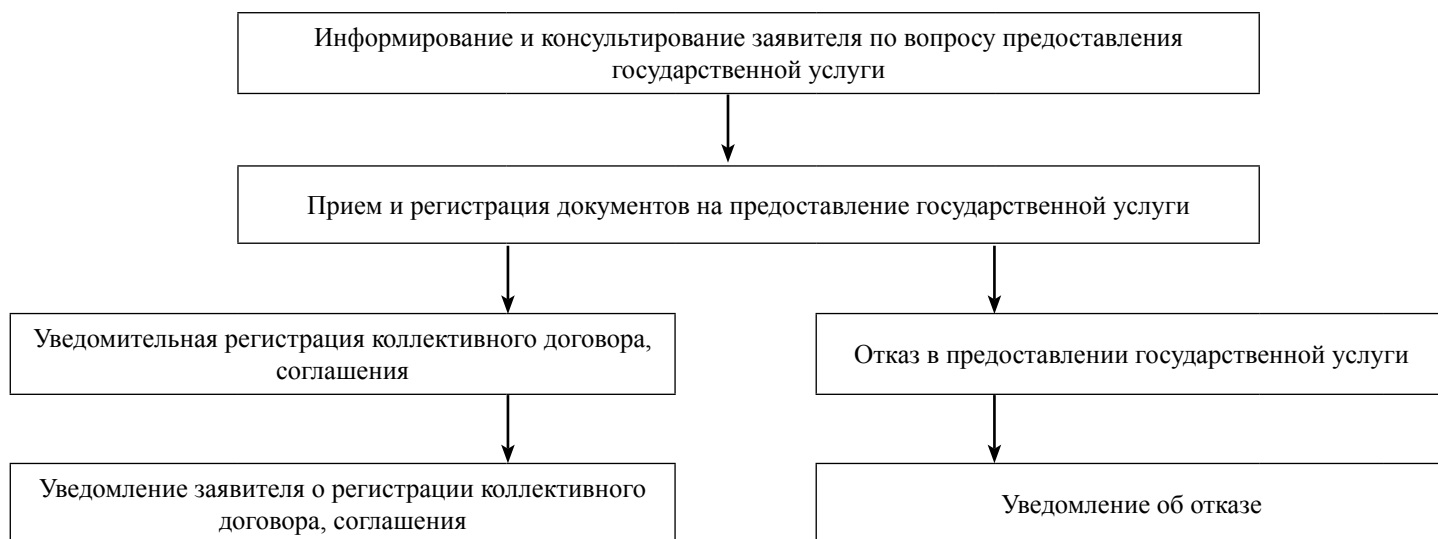 Информирование и консультирование заявителя по вопросу предоставления
государственной услуги
Прием и регистрация документов на предоставление государственной услуги
Уведомительная регистрация коллективного договора,
соглашения
Отказ в предоставлении государственной услуги
Уведомление заявителя о регистрации коллективного
договора, соглашения
Уведомление об отказе